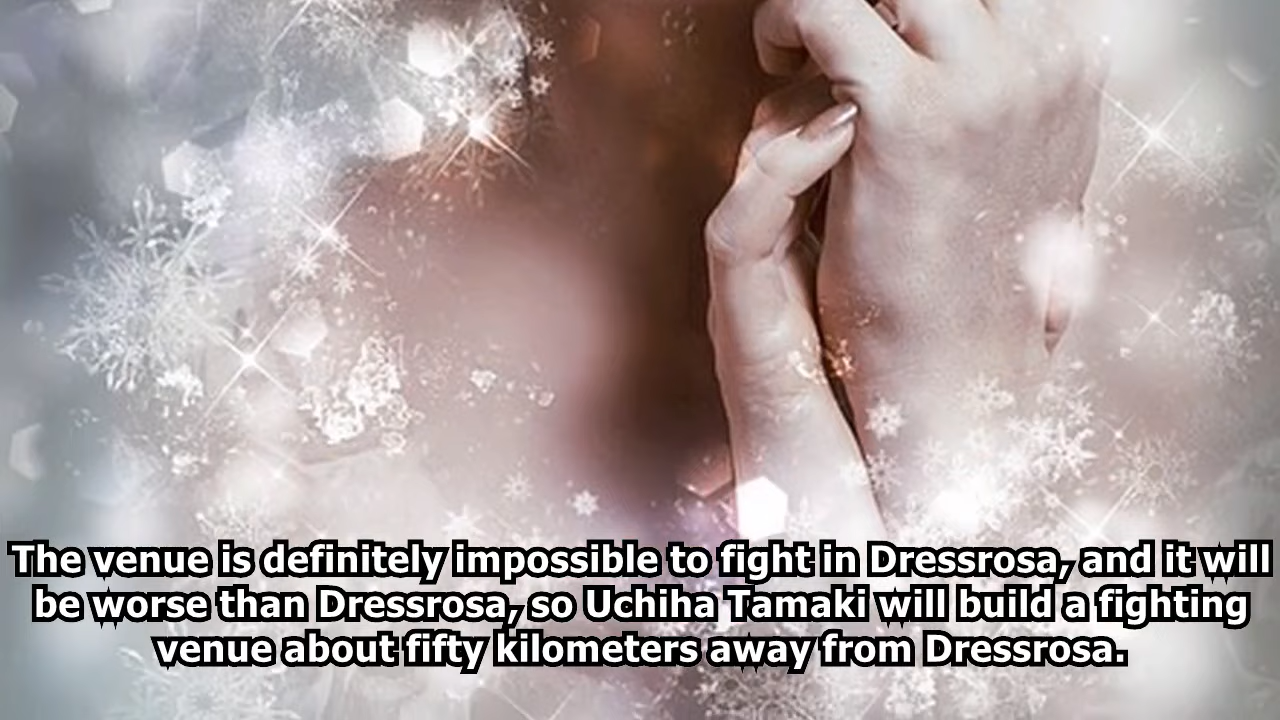 The venue is definitely impossible to fight in Dressrosa, and it will
be worse than Dressrosa, so Uchiha Tamaki will build a fighting
venue about fifty kilometers away from Dressrosa.